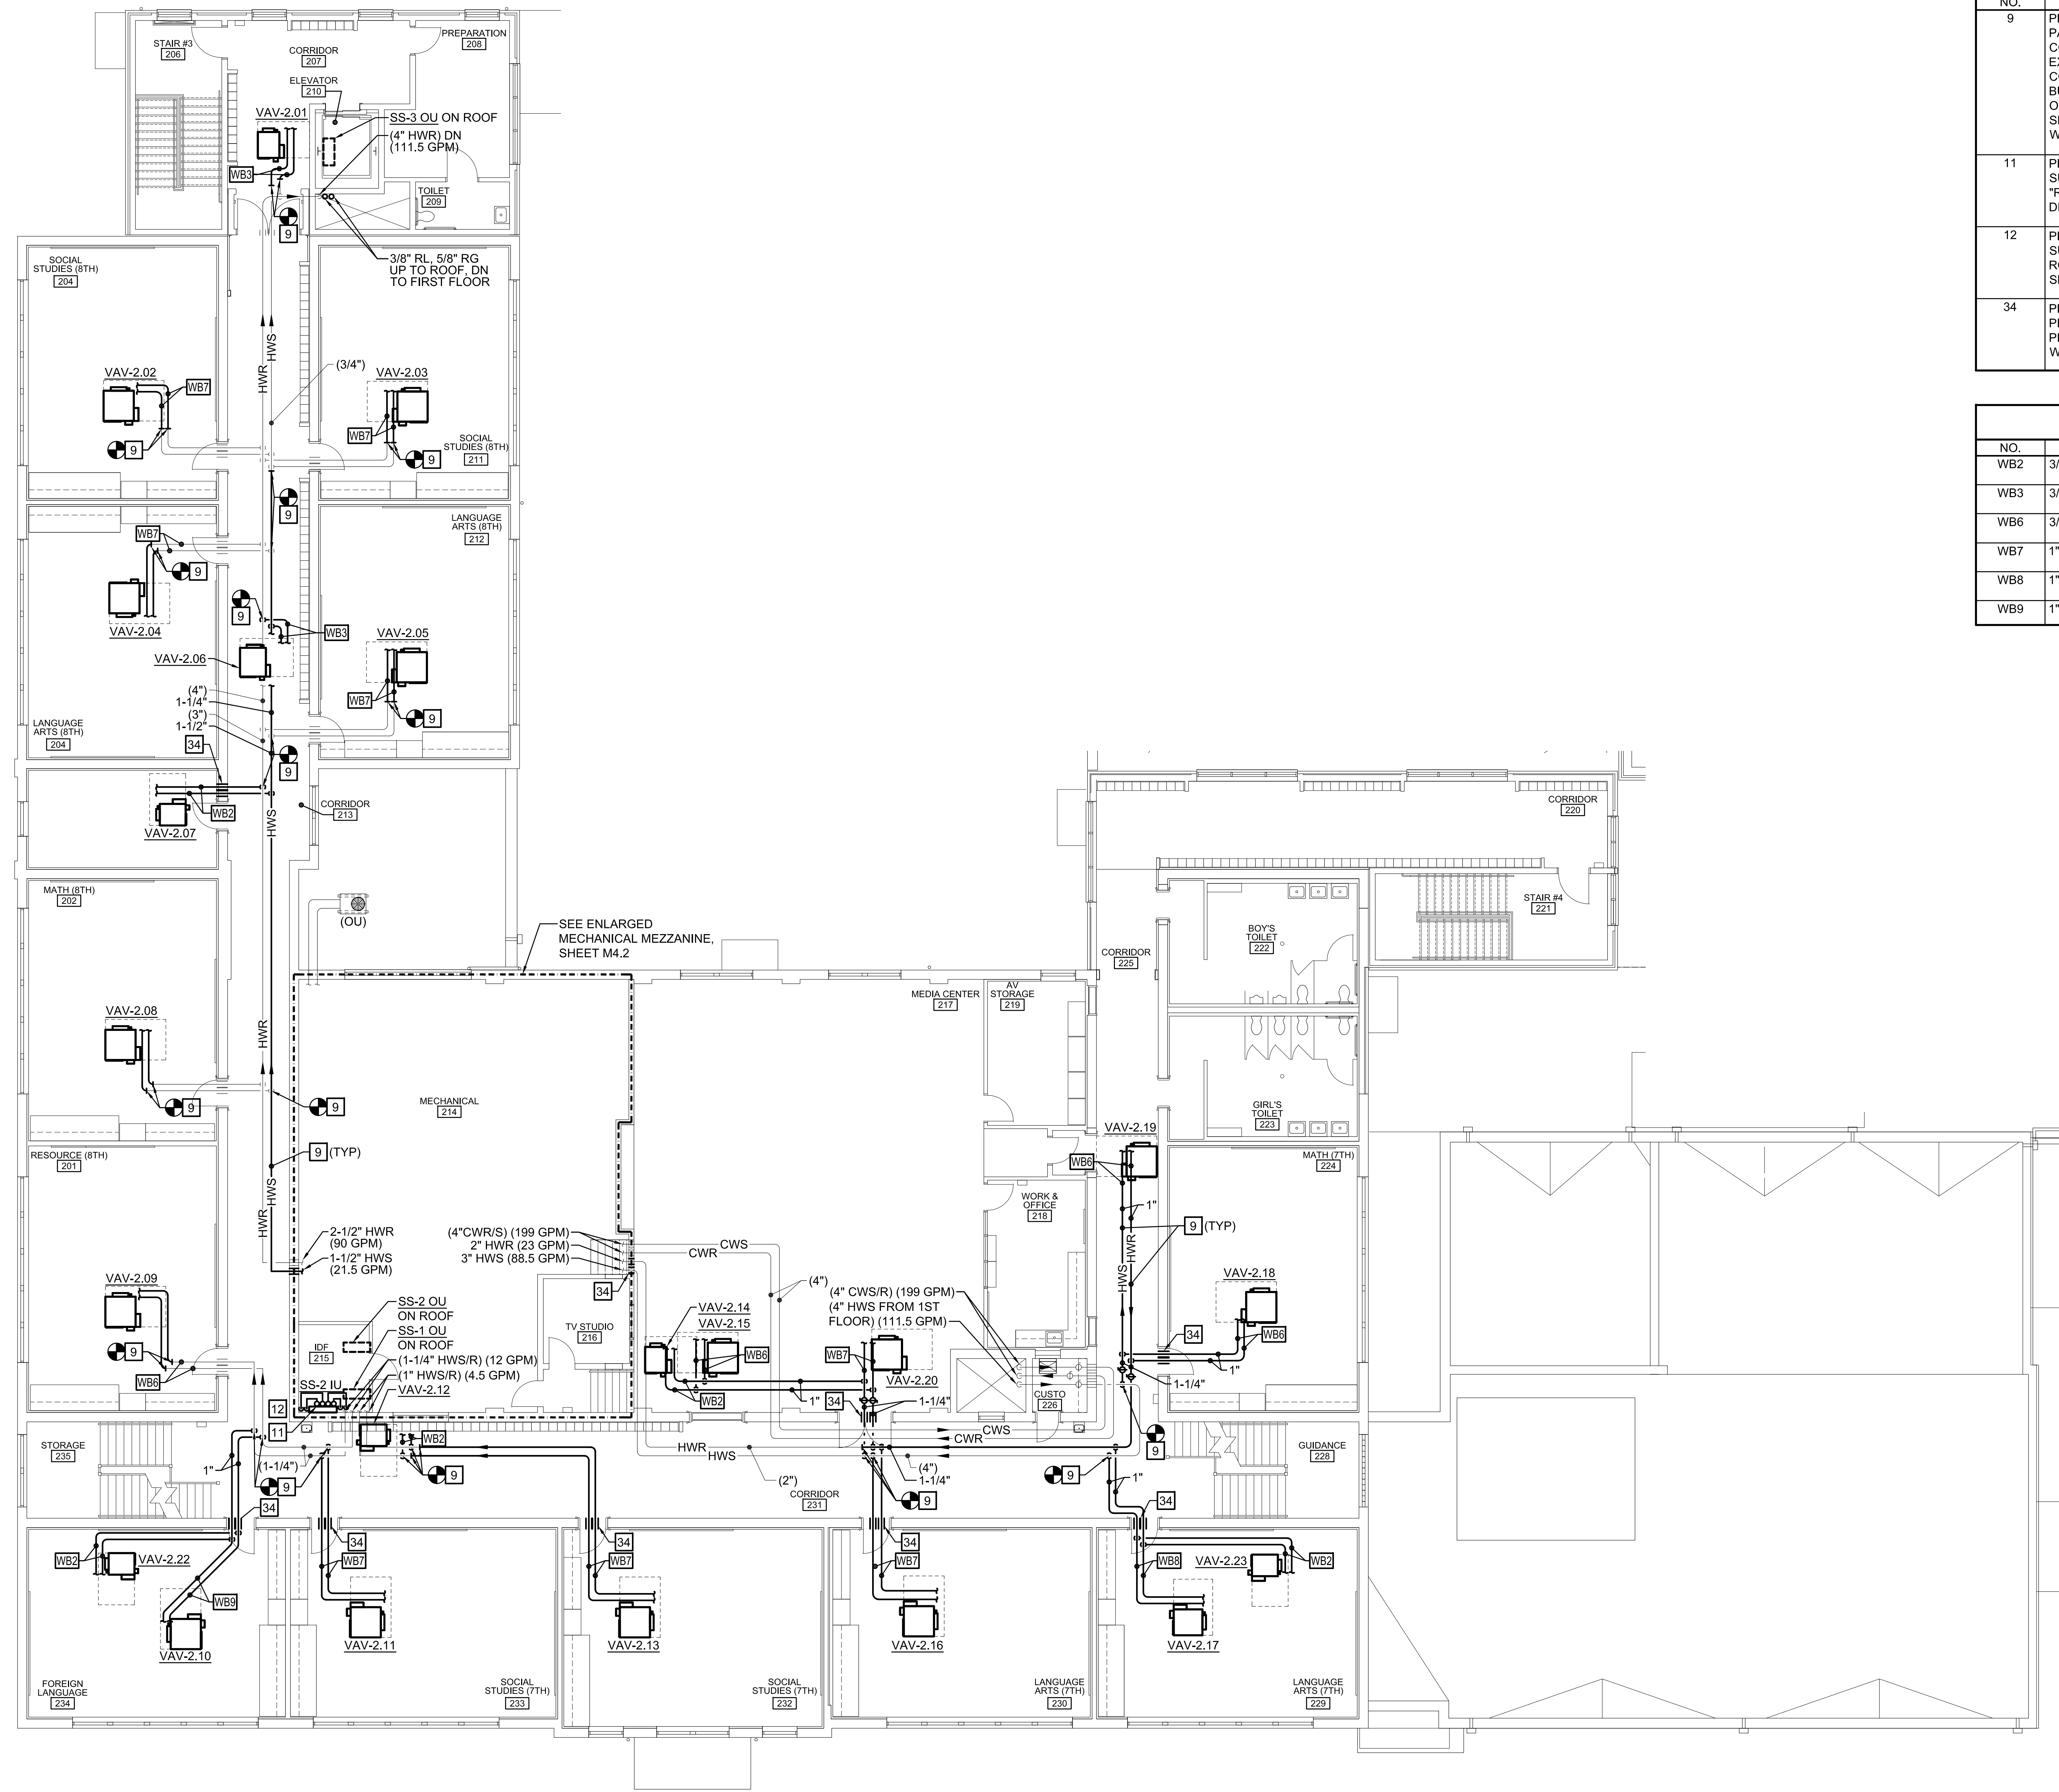 STAIR #3
206
CORRIDOR
207
PREPARATION
208
ELEVATOR
210
VAV-2.01
SS-3 OU ON ROOF
(4" HWR) DN
(111.5 GPM)
WB3
TOILET
209
9
3/8" RL, 5/8" RG
UP TO ROOF, DN
TO FIRST FLOOR
SOCIAL
STUDIES (8TH)
204
HWR
HWS
(3/4")
VAV-2.02
WB7
9
VAV-2.03
WB7
9
SOCIAL
STUDIES (8TH)
211
9
WB7
9
VAV-2.04
LANGUAGE
ARTS (8TH)
212
9
WB3
VAV-2.05
VAV-2.06
WB7
9
(4")
1-1/4"
(3")
1-1/2"
LANGUAGE
ARTS (8TH)
204
34
9
WB2
VAV-2.07
HWS
CORRIDOR
213
MATH (8TH)
202
(OU)
SEE ENLARGED
MECHANICAL MEZZANINE,
SHEET M4.2
VAV-2.08
HWR
9
9
MECHANICAL
214
RESOURCE (8TH)
201
9 (TYP)
HWS
HWR
2-1/2" HWR
(90 GPM)
1-1/2" HWS
(21.5 GPM)
(4"CWR/S) (199 GPM)
2" HWR (23 GPM)
3" HWS (88.5 GPM)
34
CWS
CWR
(4")
VAV-2.09
9
WB6
SS-2 OU
ON ROOF
SS-1 OU
ON ROOF
IDF
215
(1-1/4" HWS/R) (12 GPM)
(1" HWS/R) (4.5 GPM)
VAV-2.12
SS-2 IU
12
11
TV STUDIO
216
VAV-2.14
VAV-2.15
WB6
WB2
1"
MEDIA CENTER
217
AV
STORAGE
219
WORK &
OFFICE
218
(4" CWS/R) (199 GPM)
(4" HWS FROM 1ST
FLOOR) (111.5 GPM)
WB7
VAV-2.20
34
1-1/4"
CUSTO
226
CORRIDOR
220
STAIR #4
221
CORRIDOR
225
BOY'S
TOILET
222
GIRL'S
TOILET
223
VAV-2.19
WB6
1"
9 (TYP)
HWR
HWS
MATH (7TH)
224
VAV-2.18
WB6
34
1"
1-1/4"
9
STORAGE
235
1"
(1-1/4")
9
34
WB2
9
HWR
HWS
(2")
CWS
CWR
(4")
1-1/4"
9
CORRIDOR
231
9
1"
34
GUIDANCE
228
WB2
VAV-2.22
WB9
VAV-2.10
FOREIGN
LANGUAGE
234
34
WB7
VAV-2.11
SOCIAL
STUDIES (7TH)
233
34
WB7
VAV-2.13
SOCIAL
STUDIES (7TH)
232
34
WB7
VAV-2.16
LANGUAGE
ARTS (7TH)
230
WB8
VAV-2.23
WB2
VAV-2.17
LANGUAGE
ARTS (7TH)
229
NO.
9
11
12
34
NO.
WB2 3/
WB3 3/
WB6 3/
WB7 1"
WB8 1"
WB9 1"